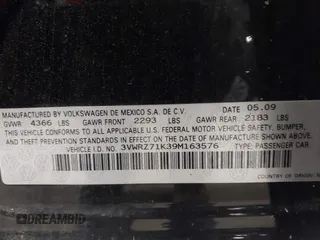 MANUFACTURED BY VOLKSWAGEN DE MEXICO S.A. DE C.V. DATE 05.09
GVWR 4366 LBS GAWR FRONT 2293 LBS GAWR REAR 2183 LBS
THIS VEHICLE CONFORMS TO ALL APPLICABLE FEDERAL MOTOR VEHICLE SAFETY, BUMPER,
AND THEFT PREVENTION STANDARDS IN EFFECT ON THE DATE OF MANUFACTURE SHOWN ABOVE.
VEHICLE I.D. NO.: 3VWRZ71K39M163576 TYPE: PASSENGER CAR
CARDOMBID